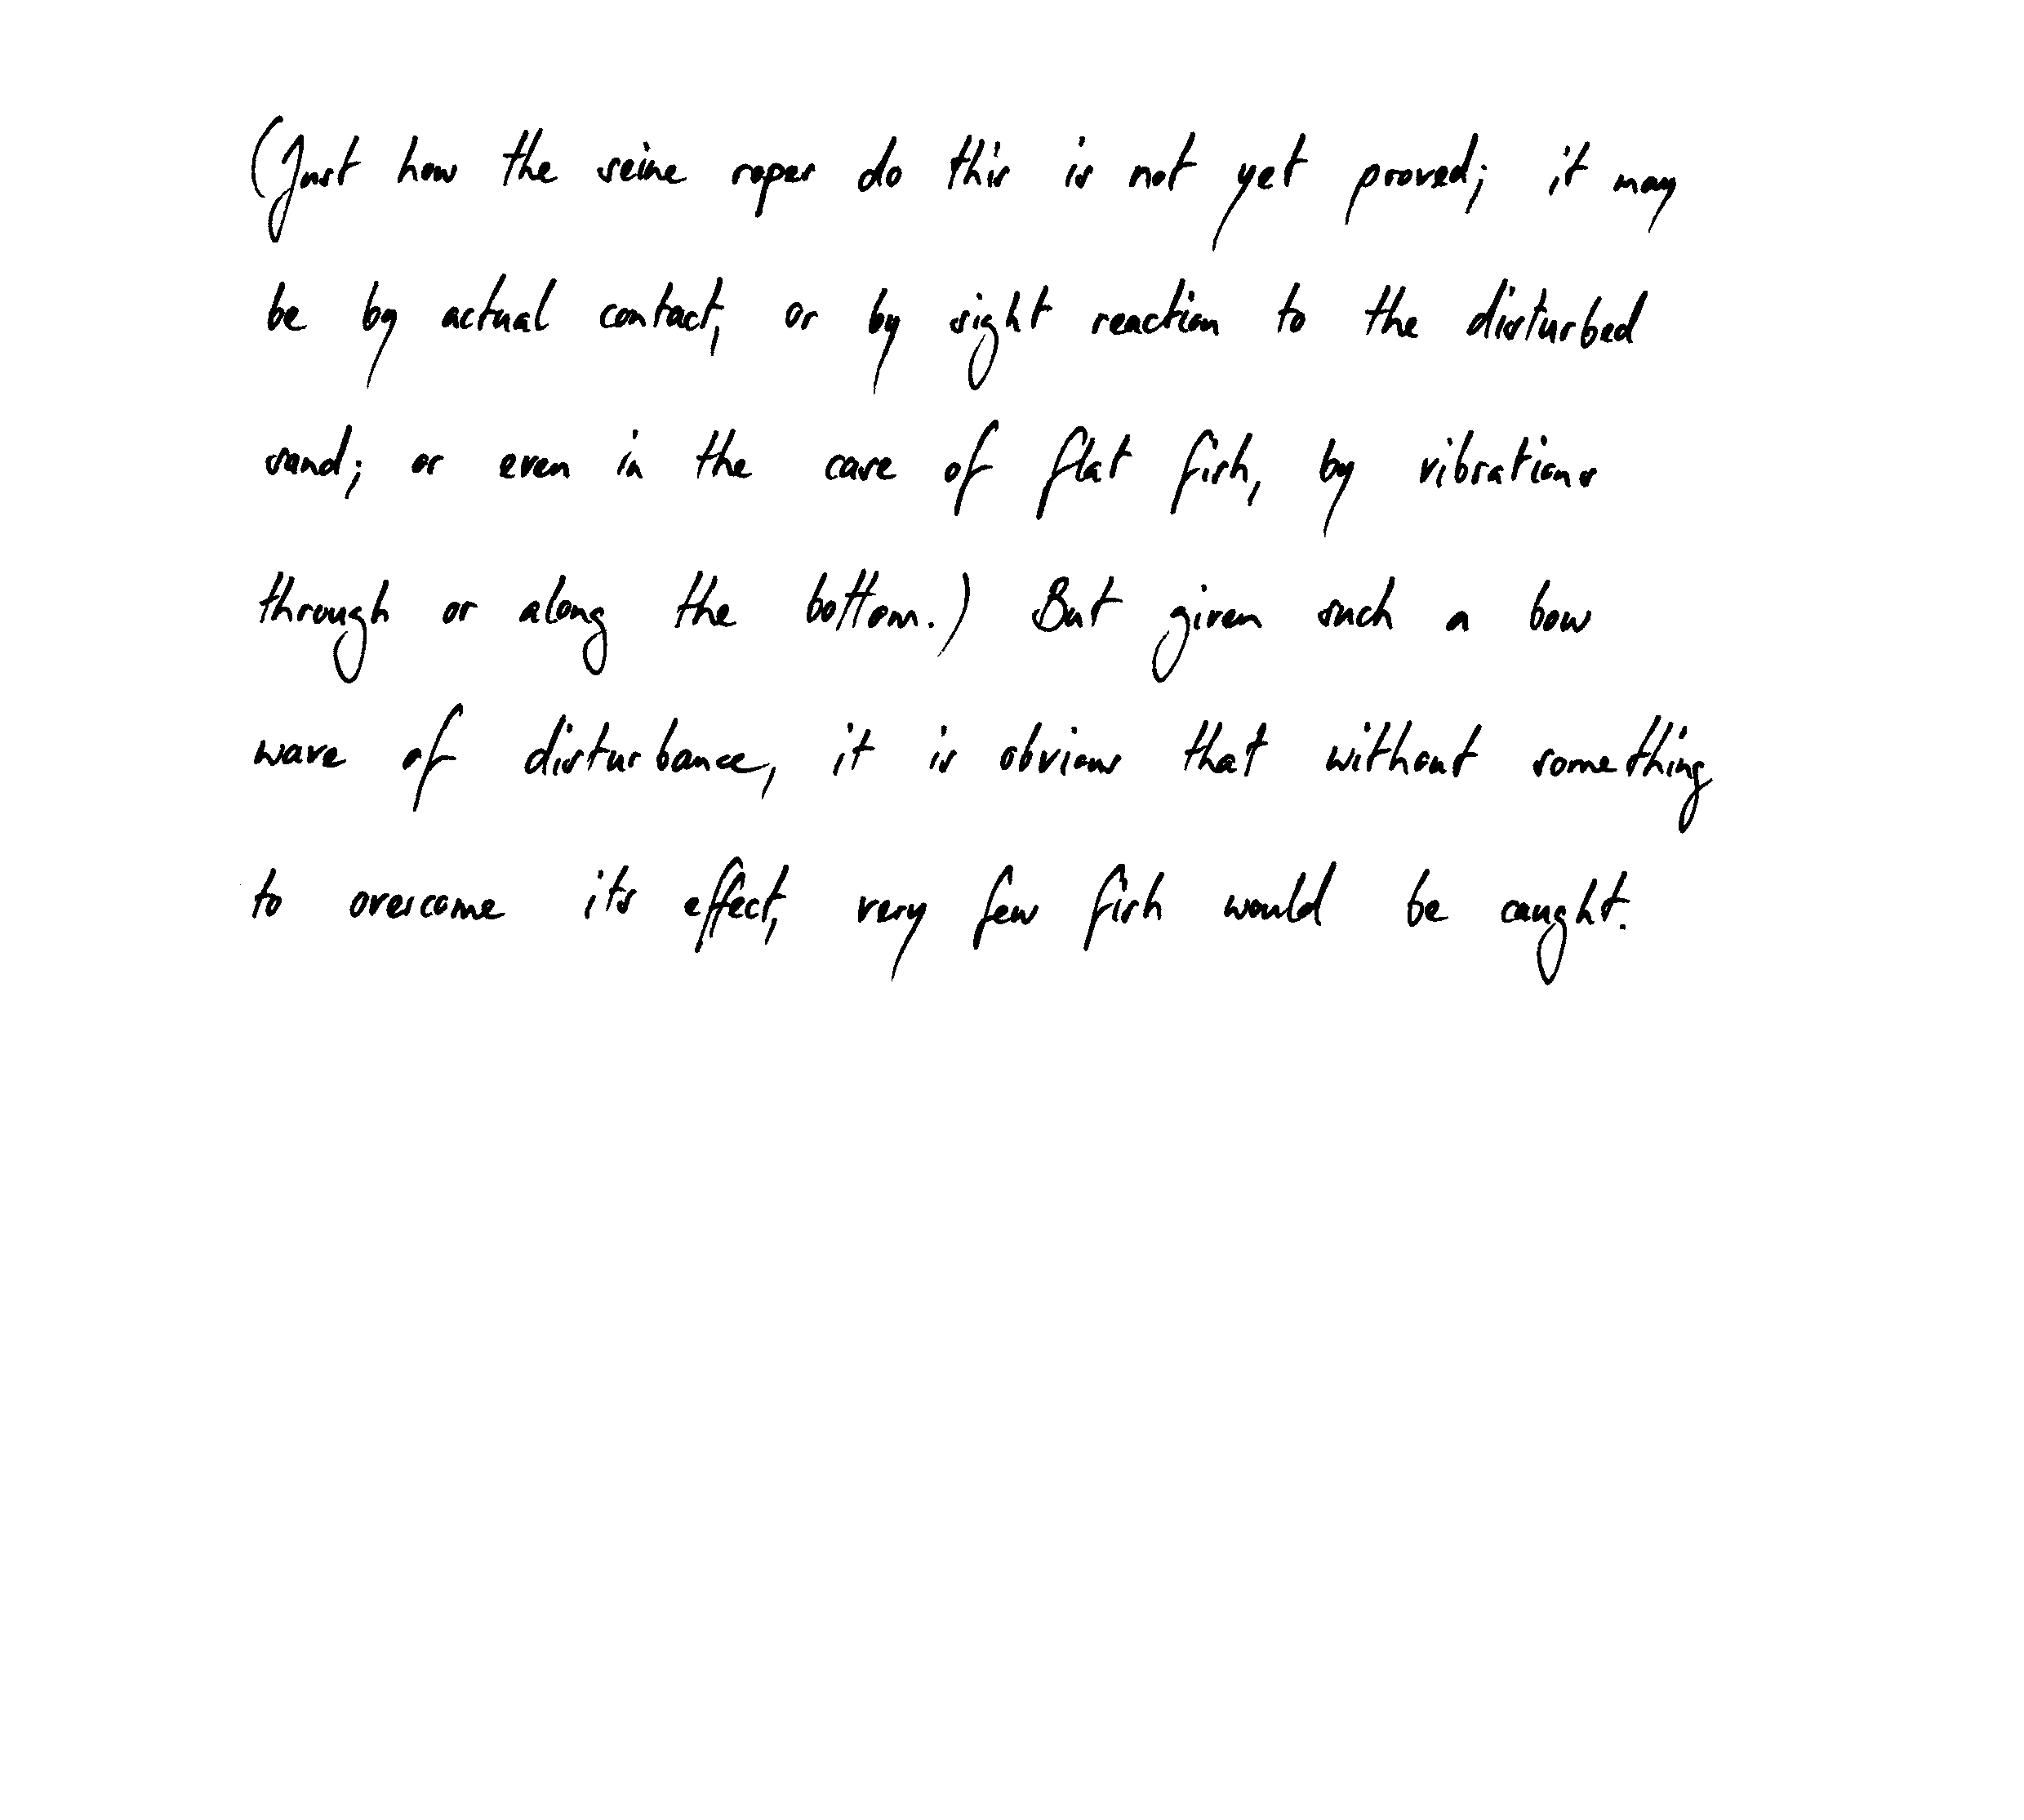 (Just how the seine ropes do this is not yet proved; it may
be by actual contact, or by sight reaction to the disturbed
sand; or even in the case of flat fish, by vibrations
through or along the bottom.) But given such a bow
wave of disturbance, it is obvious that without something
to overcome its effect, very few fish would be caught.